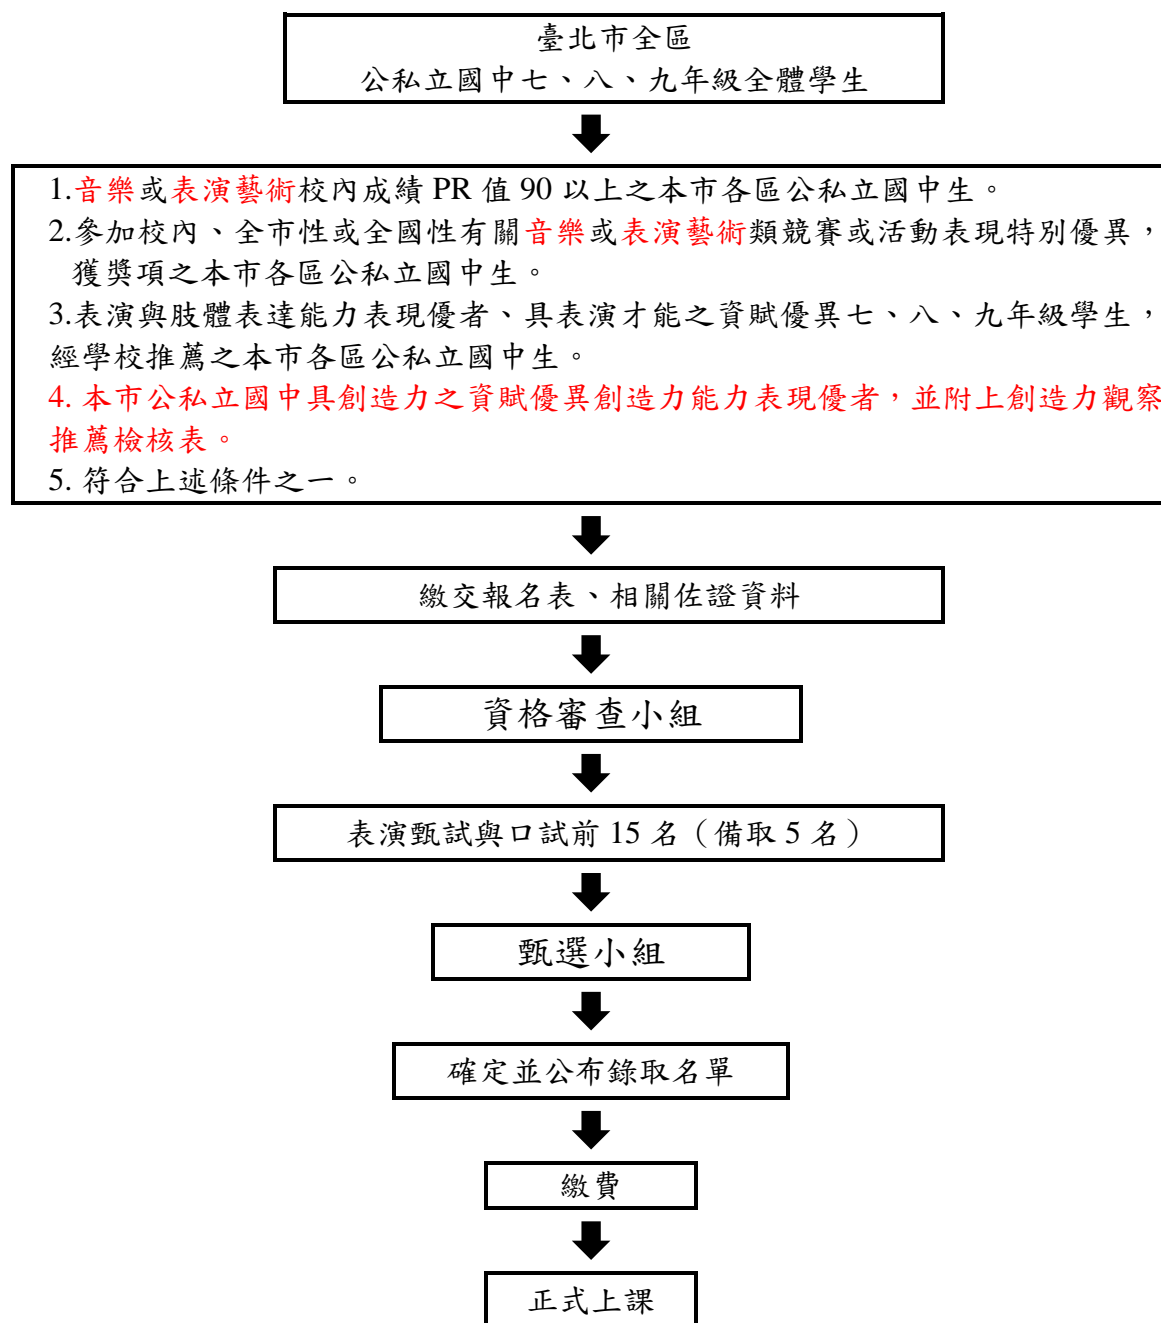 臺北市全區
公私立國中七、八、九年級全體學生
1.音樂或表演藝術校內成績 PR 值 90 以上之本市各區公私立國中生。
2.參加校內、全市性或全國性有關音樂或表演藝術類競賽或活動表現特別優異，
獲獎項之本市各區公私立國中生。
3.表演與肢體表達能力表現優者、具表演才能之資賦優異七、八、九年級學生，
經學校推薦之本市各區公私立國中生。
4. 本市公私立國中具創造力之資賦優異創造力能力表現優者，並附上創造力觀察
推薦檢核表。
5. 符合上述條件之一。
繳交報名表、相關佐證資料
資格審查小組
表演甄試與口試前 15 名（備取 5 名）
甄選小組
確定並公布錄取名單
繳費
正式上課